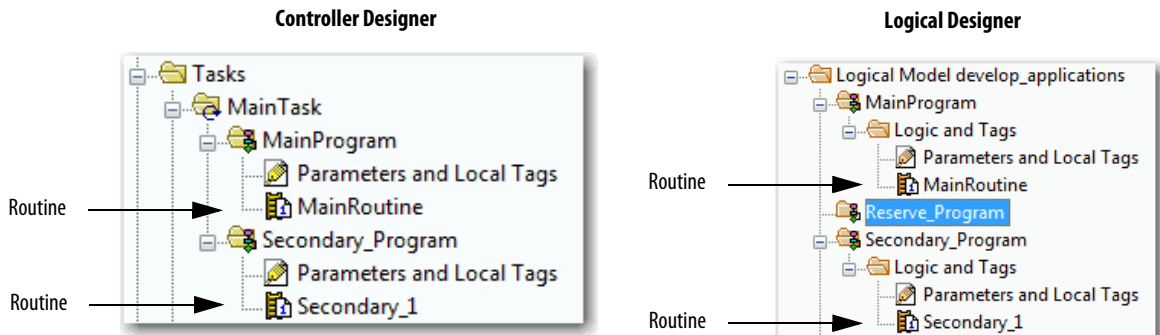 Controller Designer
Tasks
MainTask
MainProgram
Parameters and Local Tags
Routine
MainRoutine
Secondary_Program
Parameters and Local Tags
Routine
Secondary_1
Logical Designer
Logical Model develop_applications
MainProgram
Logic and Tags
Parameters and Local Tags
Routine
MainRoutine
Reserve_Program
Secondary_Program
Logic and Tags
Parameters and Local Tags
Routine
Secondary_1